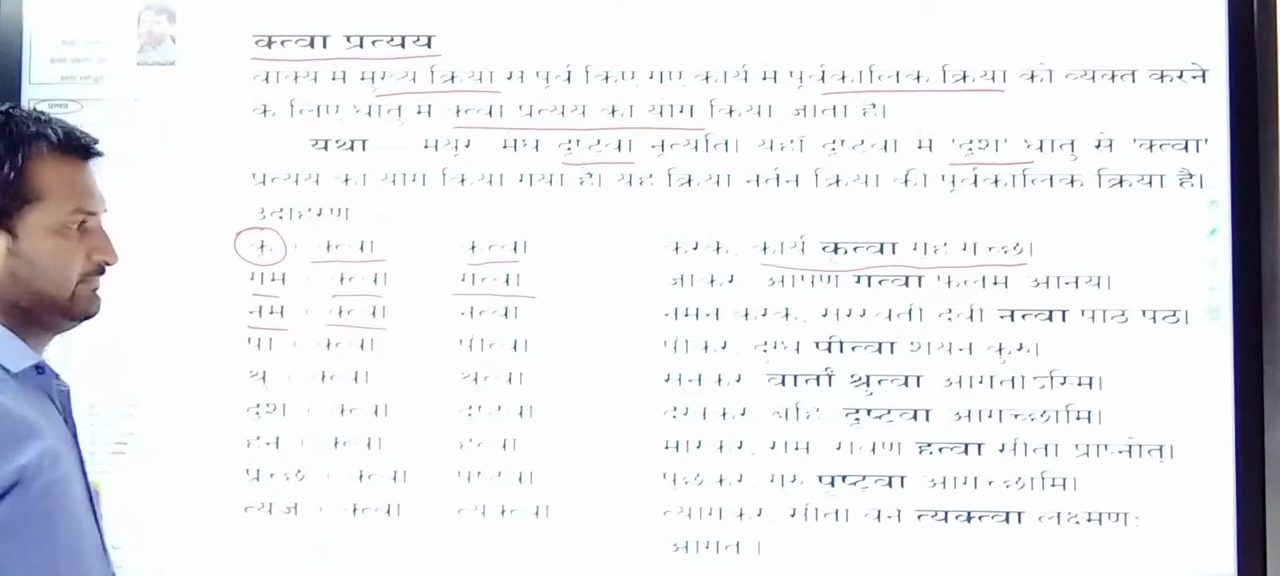 क्त्वा प्रत्यय
वाक्य में मुख्य क्रिया से पूर्व किए गए कार्य में पूर्वकालिक क्रिया को व्यक्त करने
के लिए धातु में क्त्वा प्रत्यय का योग किया जाता है।
यथा मयूर मेघं दृष्ट्वा नृत्यति। यहाँ दृष्ट्वा में 'दृश' धातु से 'क्त्वा'
प्रत्यय का योग किया गया है। यह क्रिया नर्तन क्रिया की पूर्वकालिक क्रिया है।
उदाहरण
कृ क्त्वा कृत्वा करके, कार्यं कृत्वा गृहं गच्छ।
गम क्त्वा गत्वा जाकर, आपणं गत्वा फलम आनय।
नम क्त्वा नत्वा नमन करके, सरस्वती देवीं नत्वा पाठं पठ।
पा क्त्वा पीत्वा पीकर, दुग्धं पीत्वा शयनं कुरु।
श्रु क्त्वा श्रुत्वा सुनकर, वार्तां श्रुत्वा आगतोऽस्मि।
दृश क्त्वा दृष्ट्वा देखकर, अहि दृष्ट्वा आगच्छामि।
हन क्त्वा हत्वा मारकर, राम रावणं हत्वा सीता प्राप्नोत्।
प्रच्छ क्त्वा पृष्ट्वा पूछकर, गुरु पृष्ट्वा आगच्छामि।
त्यज क्त्वा त्यक्त्वा त्यागकर, सीता वने त्यक्त्वा लक्ष्मण:
आगत ।